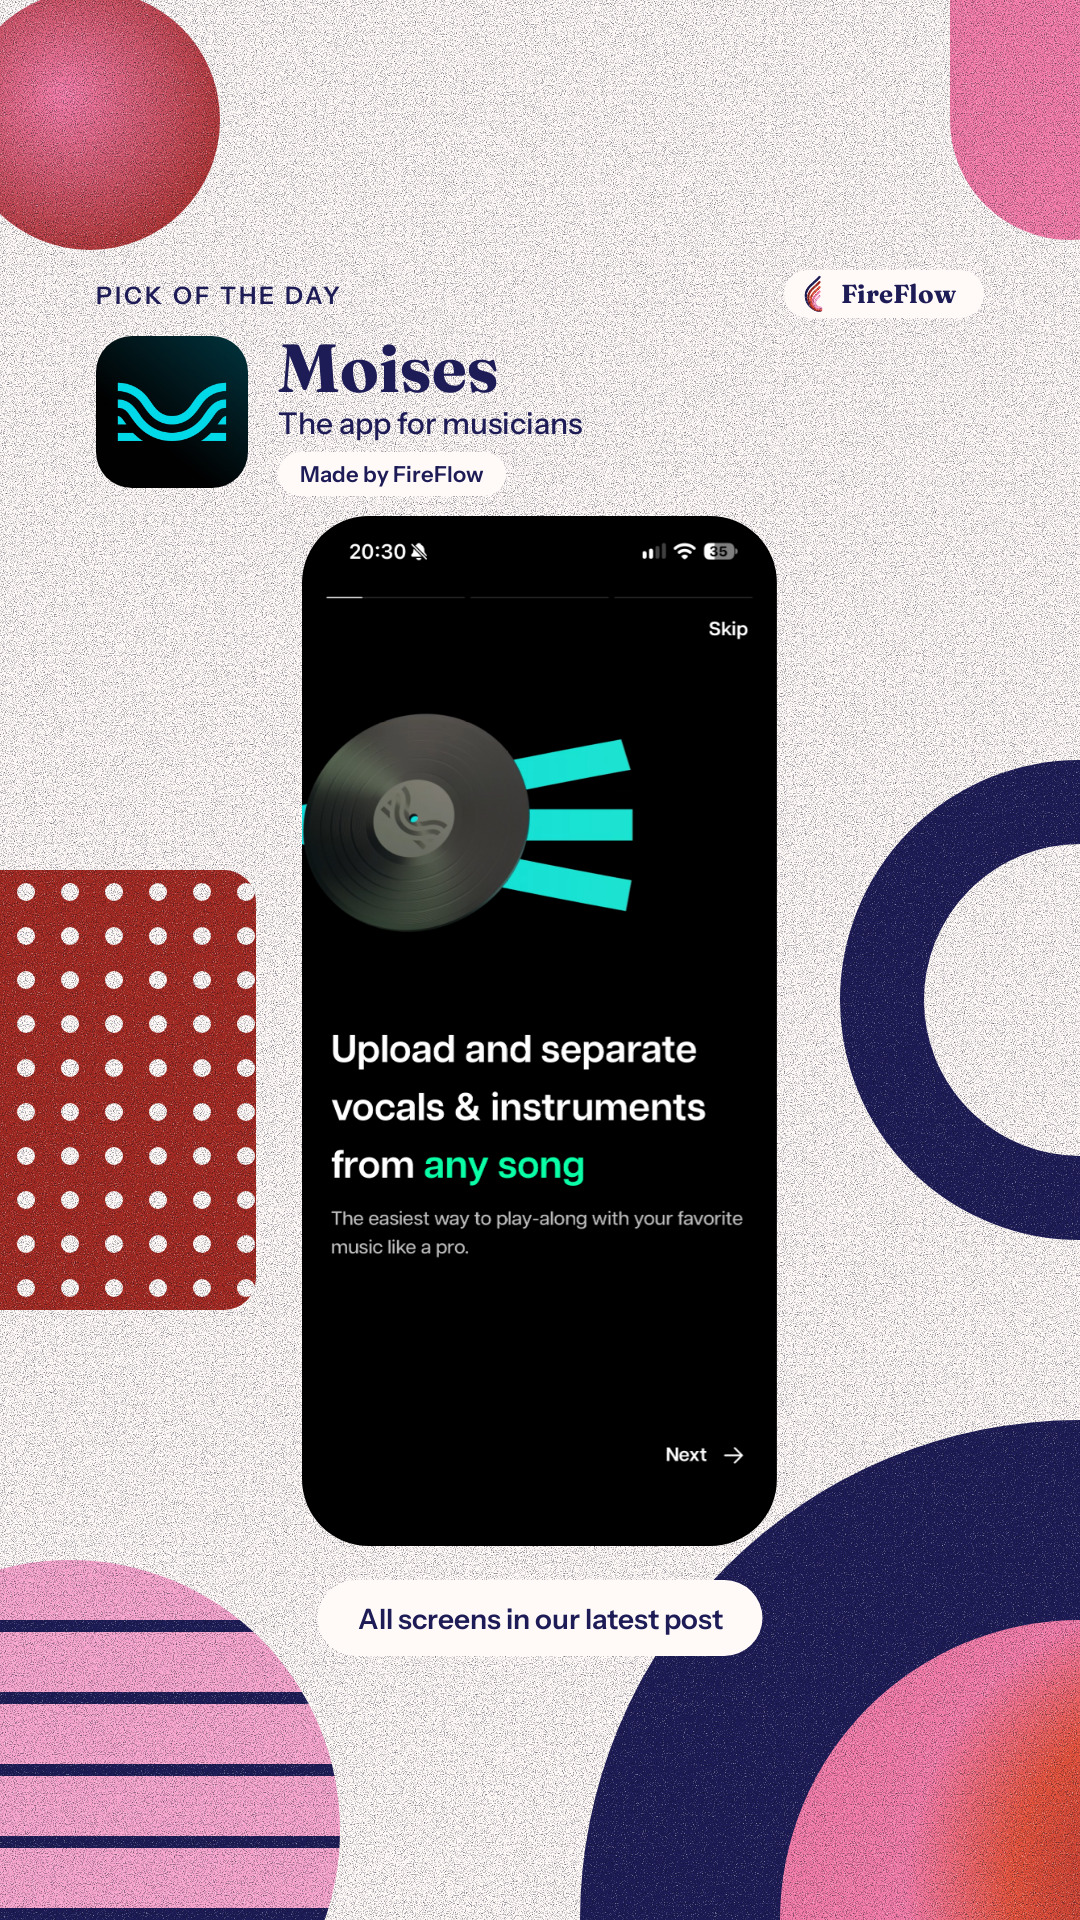 PICK OF THE DAY
FireFlow
Moises
The app for musicians
Made by FireFlow
20:30
35
Skip
Upload and separate
vocals & instruments
from any song
The easiest way to play-along with your favorite
music like a pro.
Next
All screens in our latest post